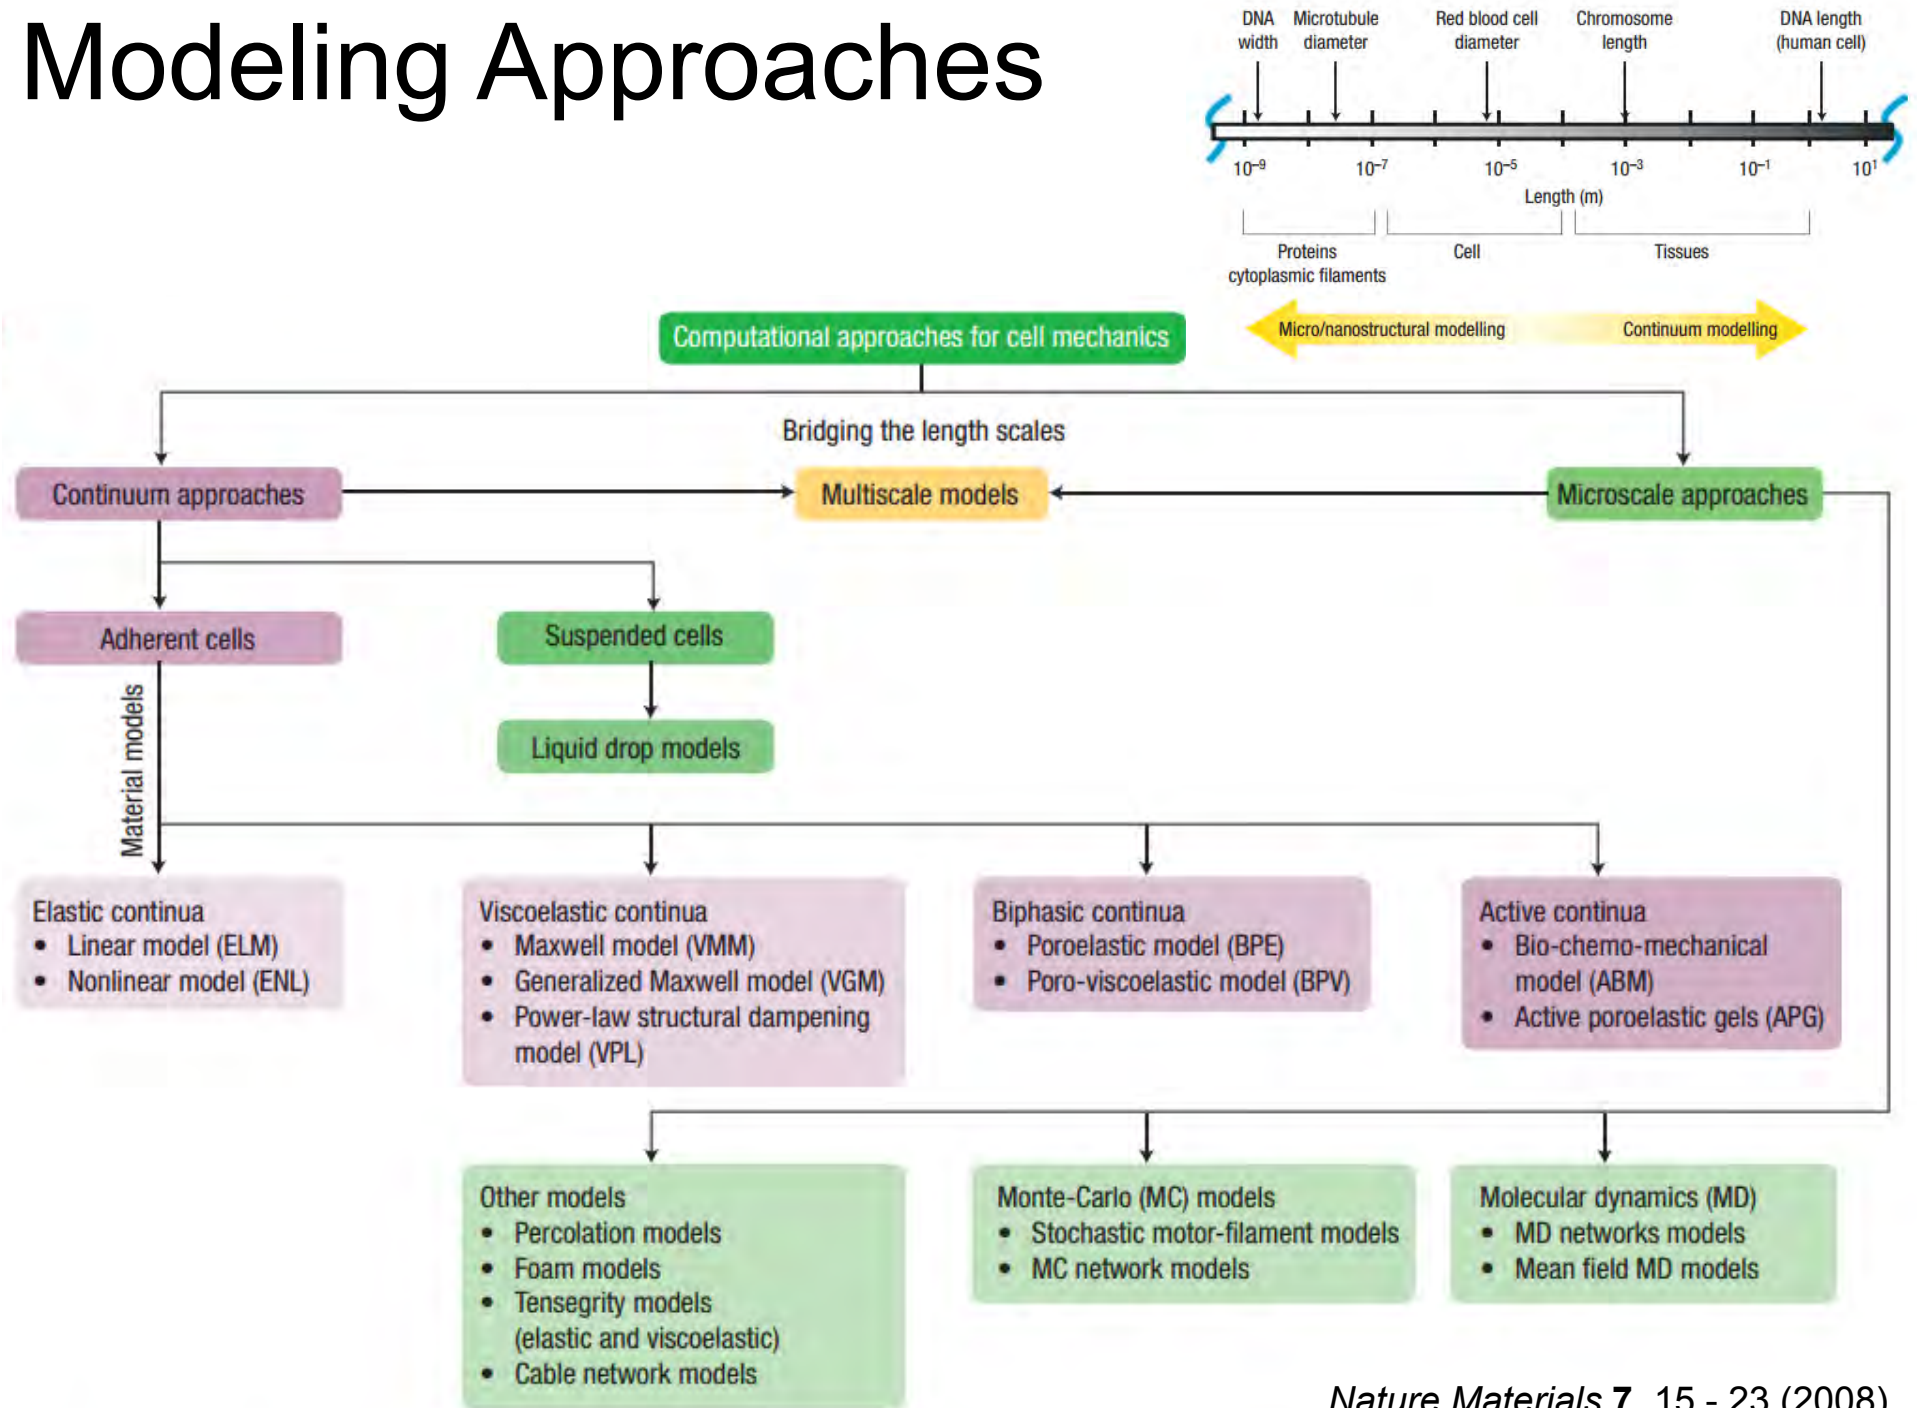 Modeling Approaches
DNA width
Microtubule diameter
Red blood cell diameter
Chromosome length
DNA length (human cell)
10⁻⁹ 10⁻⁷ 10⁻⁵ 10⁻³ 10⁻¹ 10¹
Length (m)
Proteins cytoplasmic filaments
Cell
Tissues
Micro/nanostructural modelling
Continuum modelling
Computational approaches for cell mechanics
Bridging the length scales
Continuum approaches
Multiscale models
Microscale approaches
Adherent cells
Suspended cells
Liquid drop models
Material models
Elastic continua
• Linear model (ELM)
• Nonlinear model (ENL)
Viscoelastic continua
• Maxwell model (VMM)
• Generalized Maxwell model (VGM)
• Power-law structural dampening
model (VPL)
Biphasic continua
• Poroelastic model (BPE)
• Poro-viscoelastic model (BPV)
Active continua
• Bio-chemo-mechanical
model (ABM)
• Active poroelastic gels (APG)
Other models
• Percolation models
• Foam models
• Tensegrity models
(elastic and viscoelastic)
• Cable network models
Monte-Carlo (MC) models
• Stochastic motor-filament models
• MC network models
Molecular dynamics (MD)
• MD networks models
• Mean field MD models
Nature Materials 7, 15 - 23 (2008)